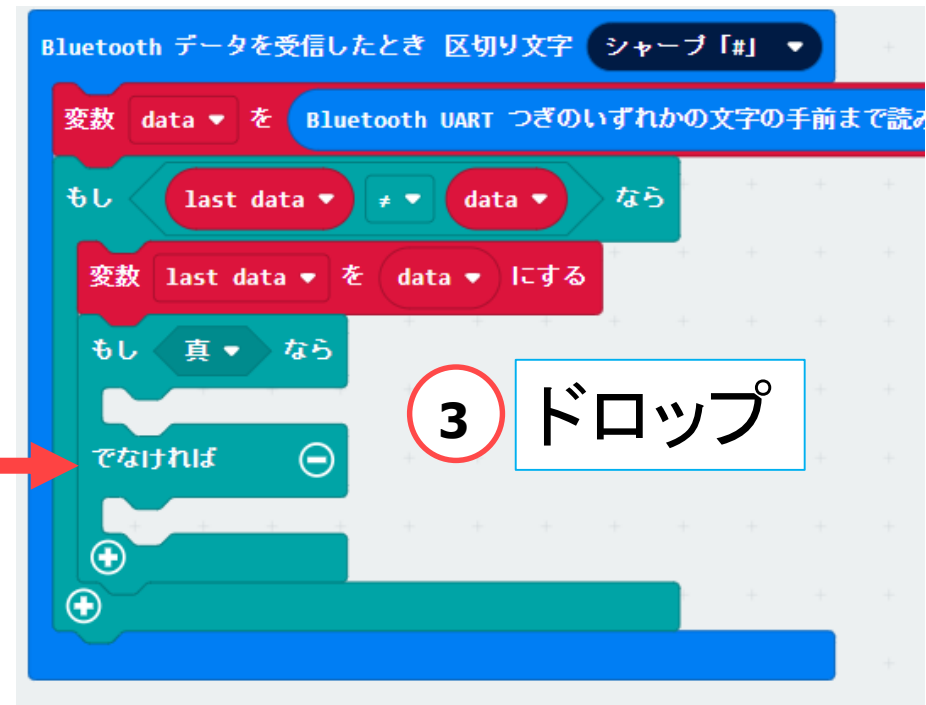 Bluetooth データを受信したとき 区切り文字 シャープ「#」
変数 data を Bluetooth UART つぎのいずれかの文字の手前まで読み
もし last data ≠ data なら
変数 last data を data にする
もし 真 なら
3 ドロップ
でなければ